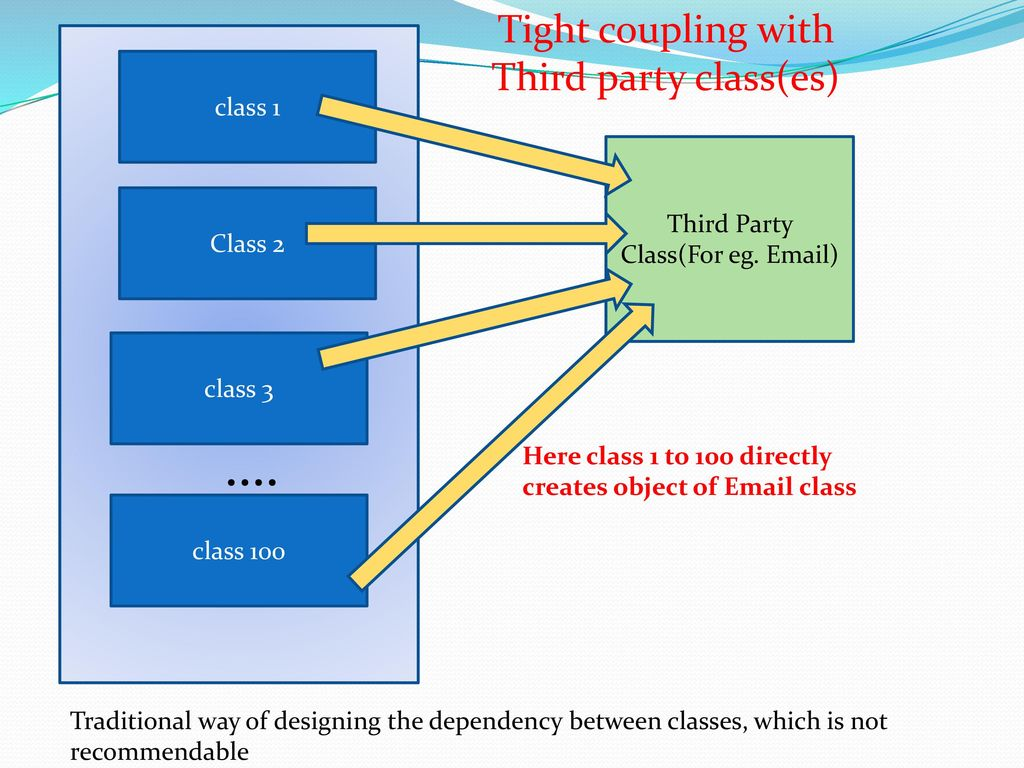 Tight coupling with
Third party class(es)
class 1
Class 2
class 3
....
class 100
Third Party
Class(For eg. Email)
Here class 1 to 100 directly
creates object of Email class
Traditional way of designing the dependency between classes, which is not
recommendable